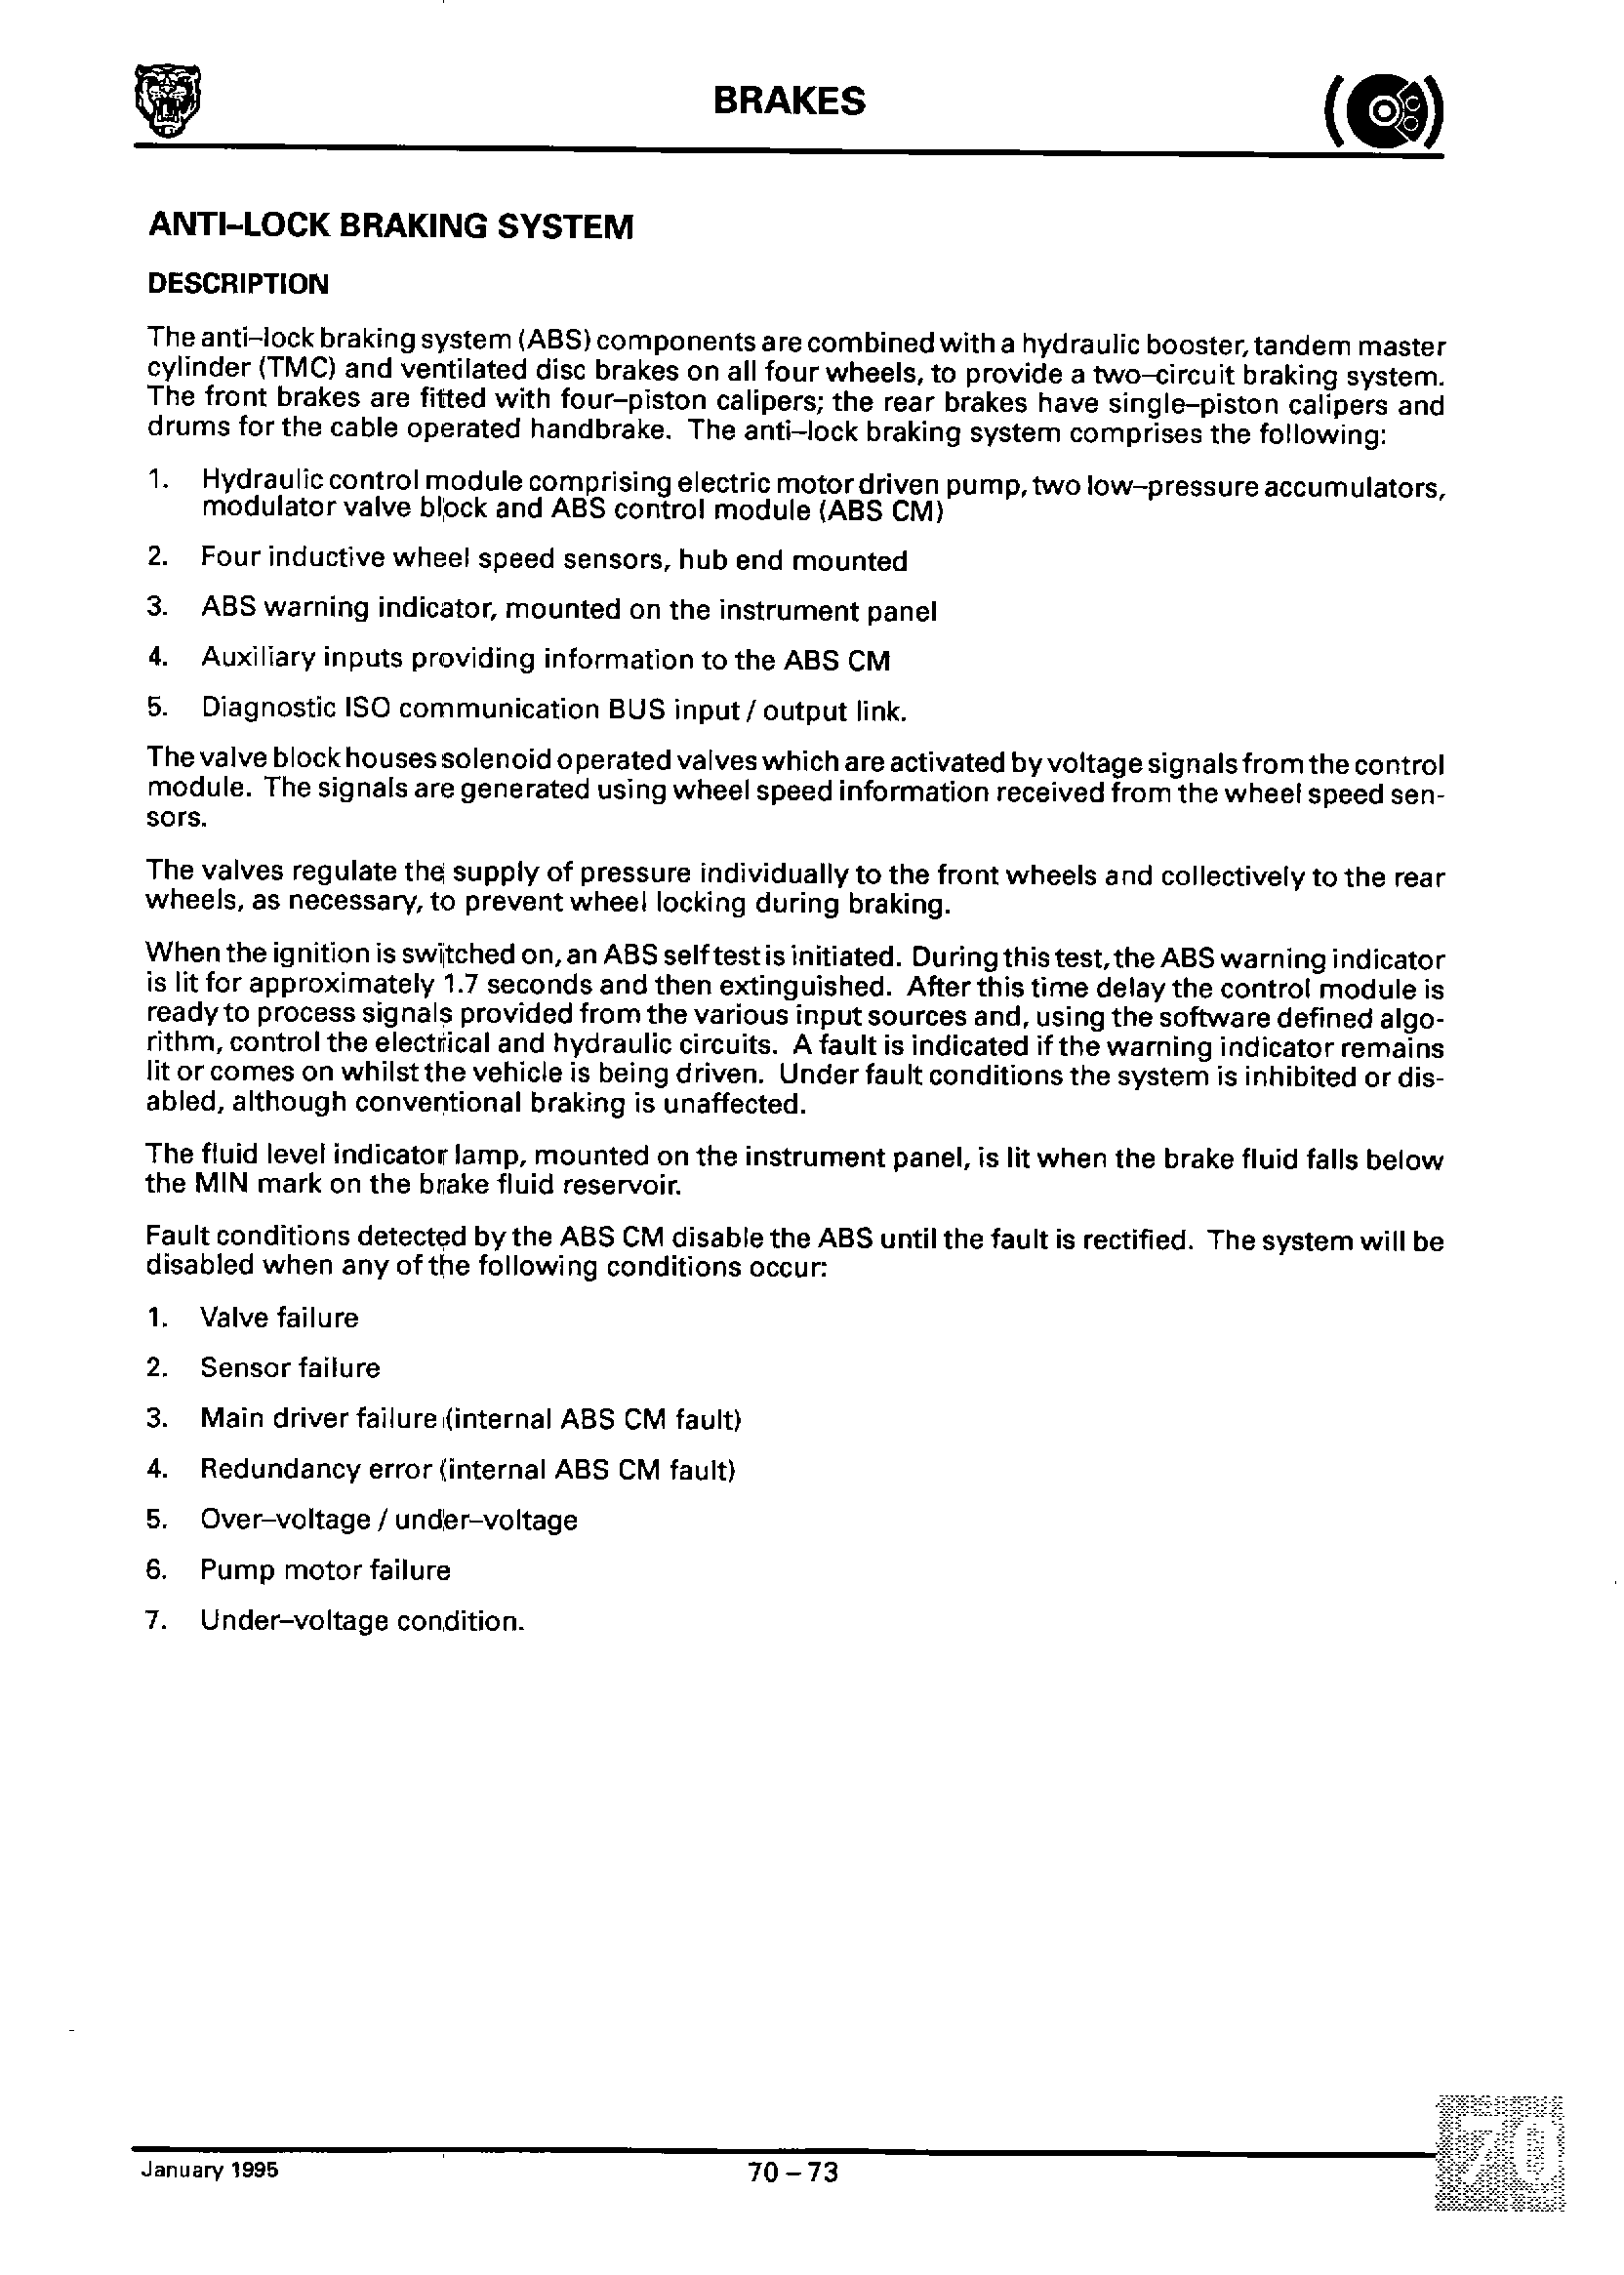 BRAKES
ANTI–LOCK BRAKING SYSTEM
DESCRIPTION
The anti–lock braking system (ABS) components are combined with a hydraulic booster, tandem master
cylinder (TMC) and ventilated disc brakes on all four wheels, to provide a two–circuit braking system.
The front brakes are fitted with four–piston calipers; the rear brakes have single–piston calipers and
drums for the cable operated handbrake. The anti–lock braking system comprises the following:
1. Hydraulic control module comprising electric motor driven pump, two low–pressure accumulators,
modulator valve block and ABS control module (ABS CM)
2. Four inductive wheel speed sensors, hub end mounted
3. ABS warning indicator, mounted on the instrument panel
4. Auxiliary inputs providing information to the ABS CM
5. Diagnostic ISO communication BUS input / output link.
The valve block houses solenoid operated valves which are activated by voltage signals from the control
module. The signals are generated using wheel speed information received from the wheel speed sen-
sors.
The valves regulate the supply of pressure individually to the front wheels and collectively to the rear
wheels, as necessary, to prevent wheel locking during braking.
When the ignition is switched on, an ABS self test is initiated. During this test, the ABS warning indicator
is lit for approximately 1.7 seconds and then extinguished. After this time delay the control module is
ready to process signals provided from the various input sources and, using the software defined algo-
rithm, control the electrical and hydraulic circuits. A fault is indicated if the warning indicator remains
lit or comes on whilst the vehicle is being driven. Under fault conditions the system is inhibited or dis-
abled, although conventional braking is unaffected.
The fluid level indicator lamp, mounted on the instrument panel, is lit when the brake fluid falls below
the MIN mark on the brake fluid reservoir.
Fault conditions detected by the ABS CM disable the ABS until the fault is rectified. The system will be
disabled when any of the following conditions occur:
1. Valve failure
2. Sensor failure
3. Main driver failure (internal ABS CM fault)
4. Redundancy error (internal ABS CM fault)
5. Over–voltage / under–voltage
6. Pump motor failure
7. Under–voltage condition.
January 1995
70 – 73
70